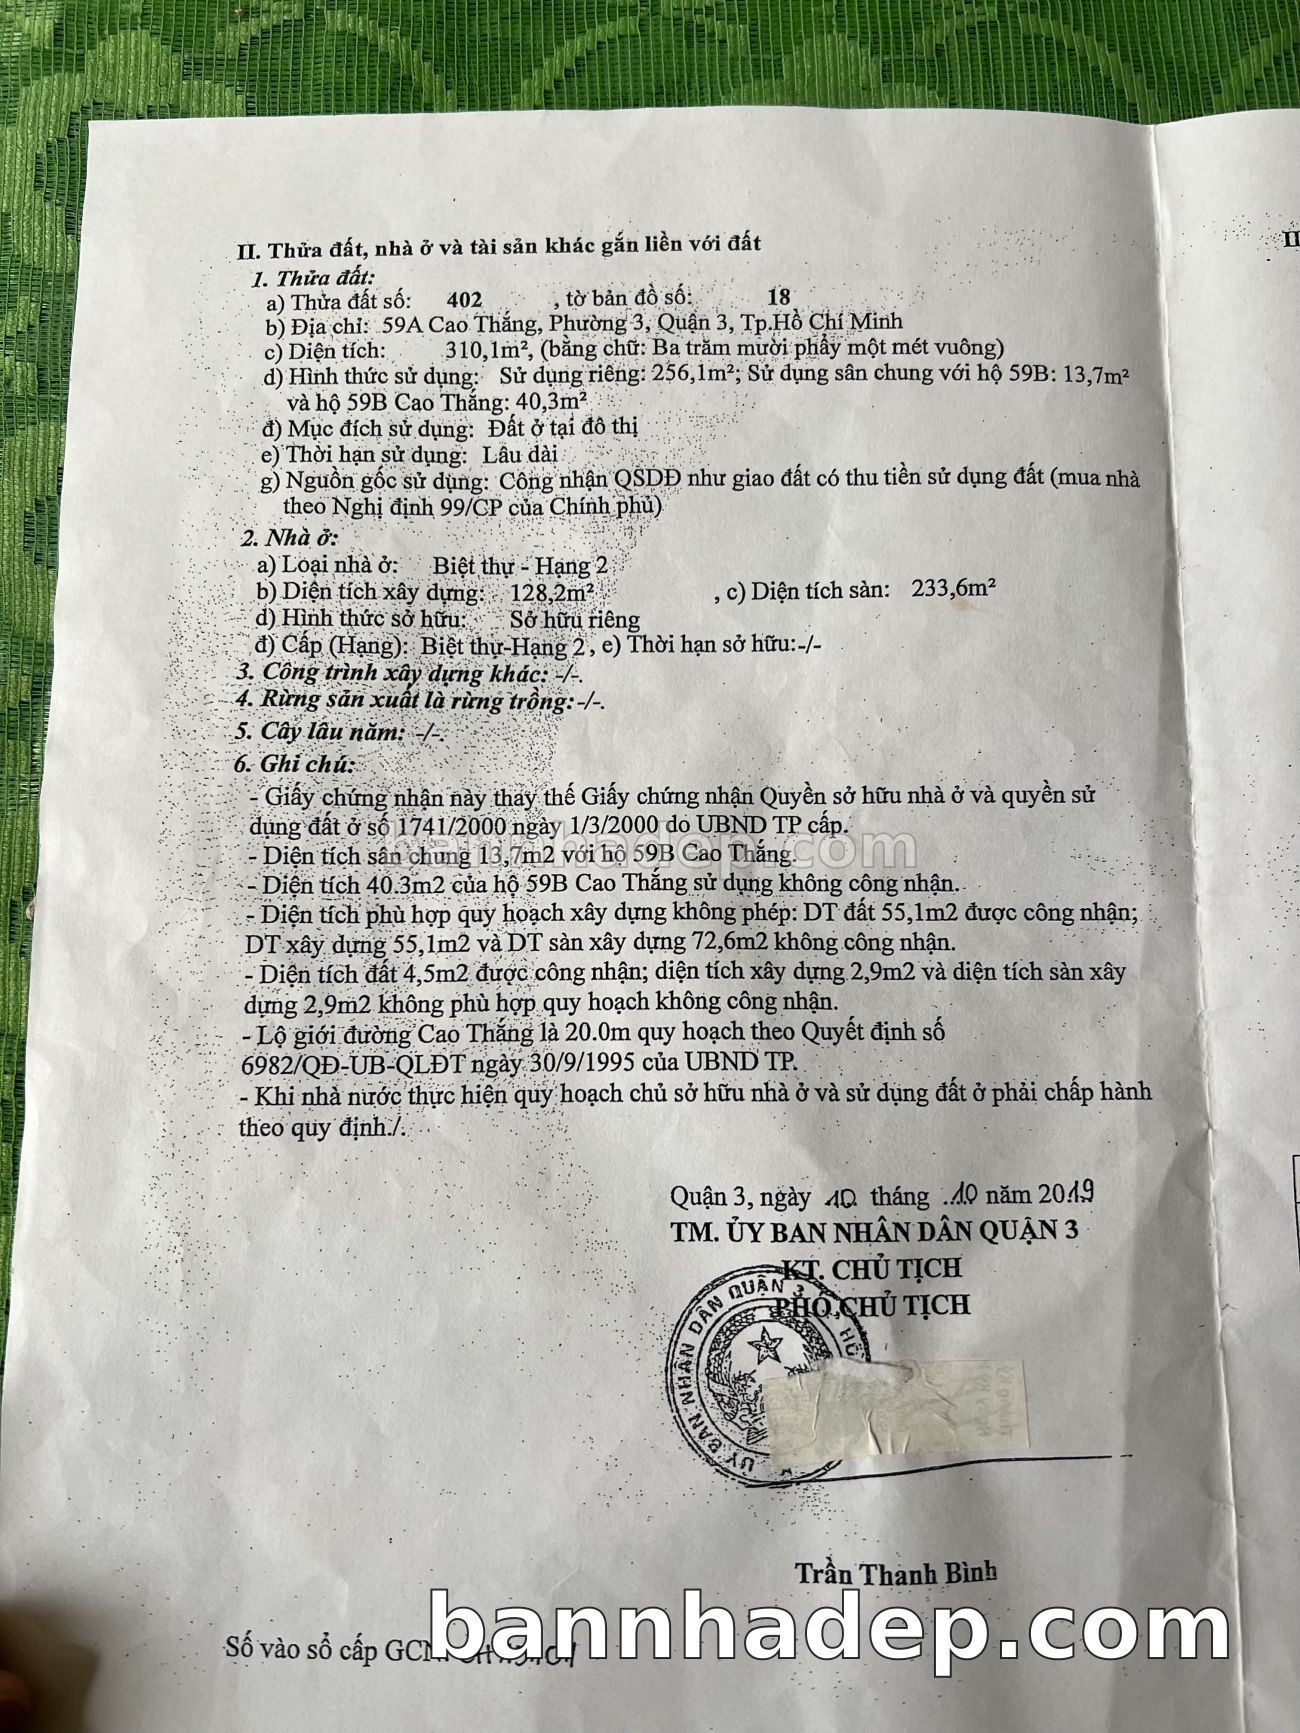 II. Thửa đất, nhà ở và tài sản khác gắn liền với đất
II
1. Thửa đất:
a) Thửa đất số: 402 , tờ bản đồ số: 18
b) Địa chỉ: 59A Cao Thắng, Phường 3, Quận 3, Tp.Hồ Chí Minh
c) Diện tích: 310,1m², (bằng chữ: Ba trăm mười phẩy một mét vuông)
d) Hình thức sử dụng: Sử dụng riêng: 256,1m²; Sử dụng sân chung với hộ 59B: 13,7m²
và hộ 59B Cao Thắng: 40,3m²
đ) Mục đích sử dụng: Đất ở tại đô thị
e) Thời hạn sử dụng: Lâu dài
g) Nguồn gốc sử dụng: Công nhận QSDĐ như giao đất có thu tiền sử dụng đất (mua nhà
theo Nghị định 99/CP của Chính phủ)
2. Nhà ở:
a) Loại nhà ở: Biệt thự - Hạng 2
b) Diện tích xây dựng: 128,2m² , c) Diện tích sàn: 233,6m²
d) Hình thức sở hữu: Sở hữu riêng
đ) Cấp (Hạng): Biệt thự-Hạng 2 , e) Thời hạn sở hữu:-/-
3. Công trình xây dựng khác: -/-.
4. Rừng sản xuất là rừng trồng:-/-.
5. Cây lâu năm: -/-.
6. Ghi chú:
- Giấy chứng nhận này thay thế Giấy chứng nhận Quyền sở hữu nhà ở và quyền sử
dụng đất ở số 1741/2000 ngày 1/3/2000 do UBND TP cấp.
bannhadep.com
- Diện tích sân chung 13,7m2 với hộ 59B Cao Thắng.
- Diện tích 40.3m2 của hộ 59B Cao Thắng sử dụng không công nhận.
- Diện tích phù hợp quy hoạch xây dựng không phép: DT đất 55,1m2 được công nhận;
DT xây dựng 55,1m2 và DT sàn xây dựng 72,6m2 không công nhận.
- Diện tích đất 4,5m2 được công nhận; diện tích xây dựng 2,9m2 và diện tích sàn xây
dựng 2,9m2 không phù hợp quy hoạch không công nhận.
- Lộ giới đường Cao Thắng là 20.0m quy hoạch theo Quyết định số
6982/QĐ-UB-QLĐT ngày 30/9/1995 của UBND TP.
- Khi nhà nước thực hiện quy hoạch chủ sở hữu nhà ở và sử dụng đất ở phải chấp hành
theo quy định./.
Quận 3, ngày 10 tháng 10 năm 2019
TM. ỦY BAN NHÂN DÂN QUẬN 3
KT. CHỦ TỊCH
PHÓ CHỦ TỊCH
ỦY BAN NHÂN DÂN QUẬN 3
Trần Thanh Bình
bannhadep.com
Số vào sổ cấp GCN